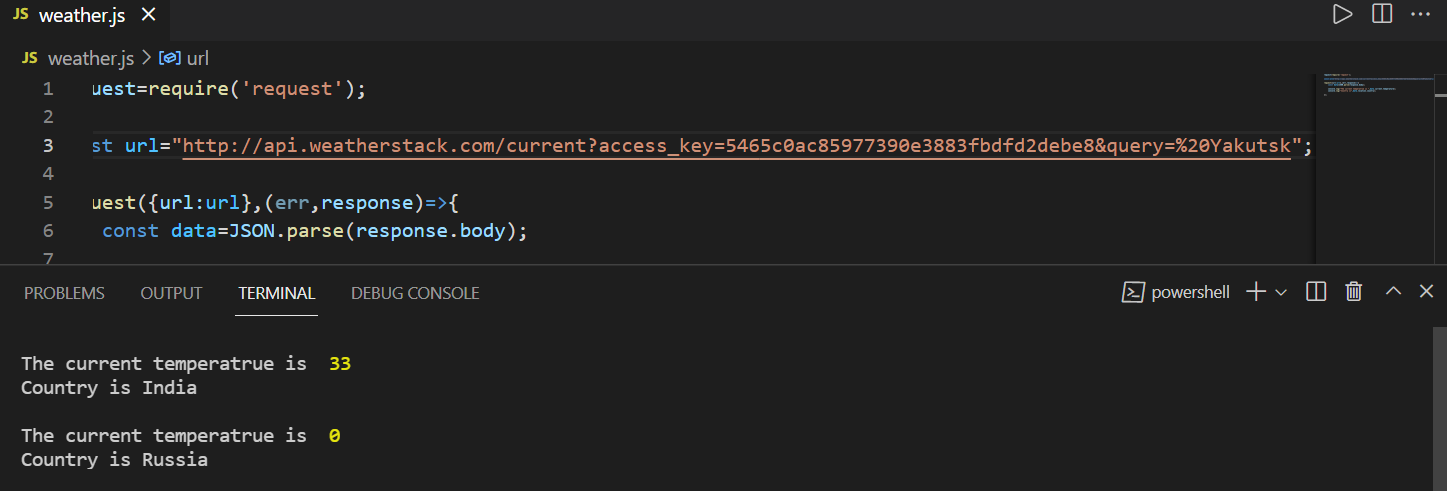 JS weather.js
JS weather.js > url
1 uest=require('request');
2
3 st url="http://api.weatherstack.com/current?access_key=5465c0ac85977390e3883fbdfd2debe8&query=%20Yakutsk";
4
5 uest({url:url},(err,response)=>{
6 const data=JSON.parse(response.body);
7
PROBLEMS OUTPUT TERMINAL DEBUG CONSOLE powershell
The current temperatrue is 33
Country is India
The current temperatrue is 0
Country is Russia